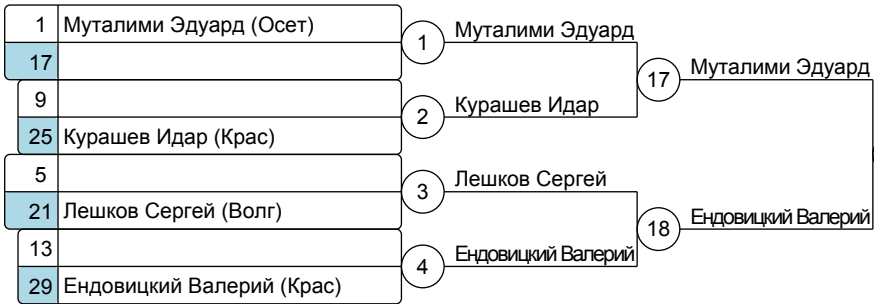 1 Муталими Эдуард (Осет)
17
9
25 Курашев Идар (Крас)
5
21 Лешков Сергей (Волг)
13
29 Ендовицкий Валерий (Крас)
1 Муталими Эдуард
2 Курашев Идар
3 Лешков Сергей
4 Ендовицкий Валерий
17 Муталими Эдуард
18 Ендовицкий Валерий